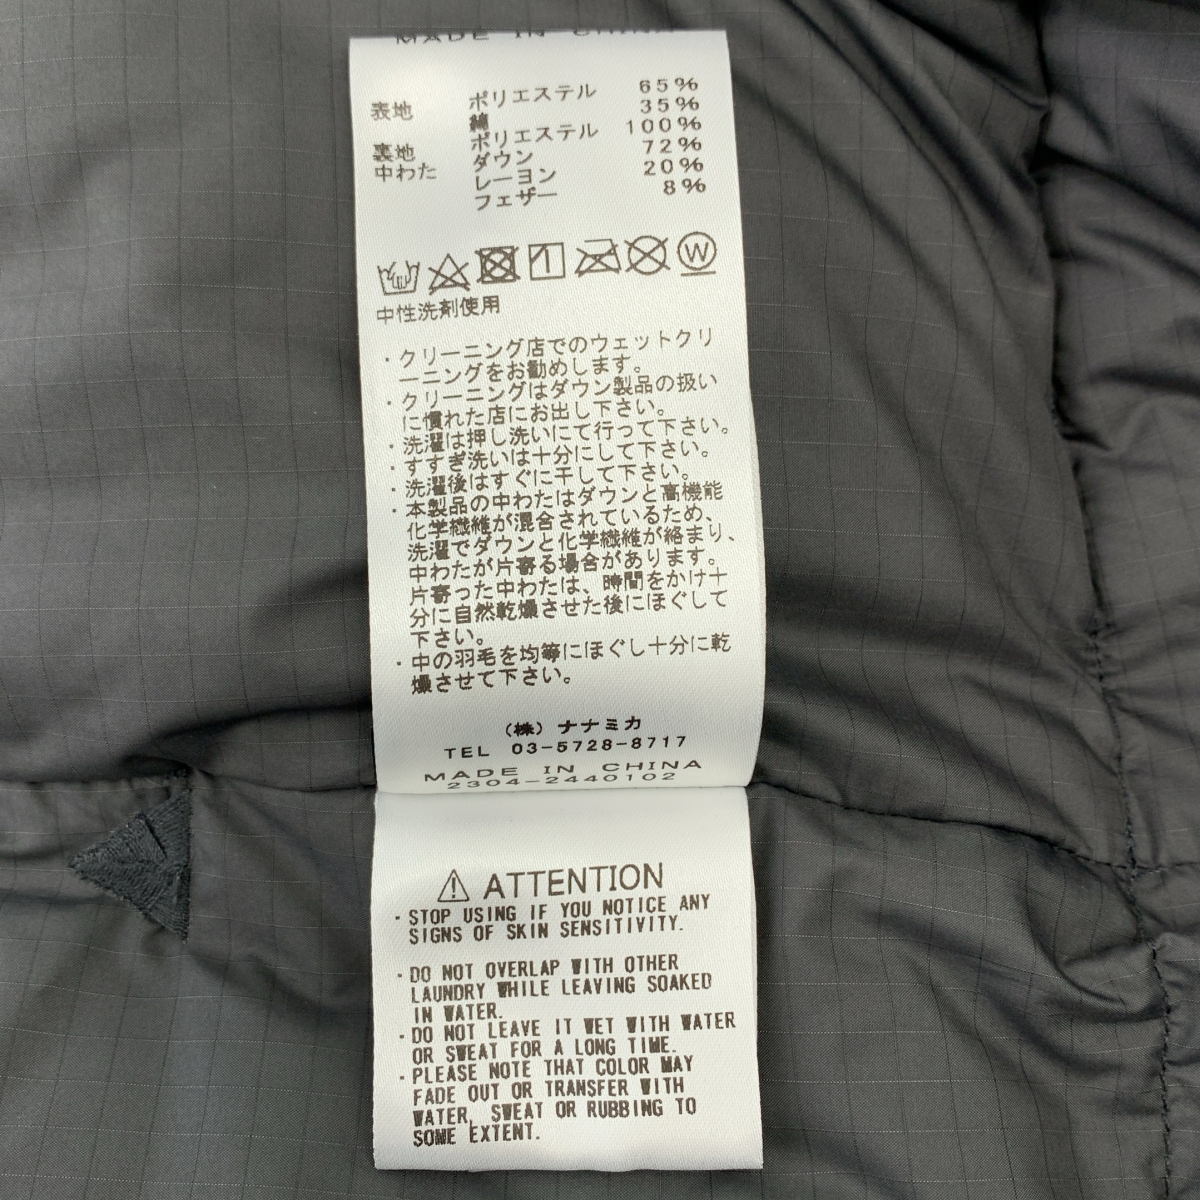 MADE IN CHINA
表地 ポリエステル 65%
綿 35%
裏地 ポリエステル 100%
中わた ダウン 72%
レーヨン 20%
フェザー 8%
W
中性洗剤使用
・クリーニング店でのウェットクリ
ーニングをお勧めします。
・クリーニングはダウン製品の扱い
に慣れた店にお出し下さい。
・洗濯は押し洗いにて行って下さい。
・すすぎ洗いは十分にして下さい。
・洗濯後はすぐに干して下さい。
・本製品の中わたはダウンと高機能
化学繊維が混合されているため、
洗濯でダウンと化学繊維が絡まり、
中わたが片寄る場合があります。
片寄った中わたは、時間をかけ十
分に自然乾燥させた後にほぐして
下さい。
・中の羽毛を均等にほぐし十分に乾
燥させて下さい。
(株) ナナミカ
TEL 03-5728-8717
MADE IN CHINA
2304-2440102
⚠ ATTENTION
・STOP USING IF YOU NOTICE ANY
SIGNS OF SKIN SENSITIVITY.
・DO NOT OVERLAP WITH OTHER
LAUNDRY WHILE LEAVING SOAKED
IN WATER.
・DO NOT LEAVE IT WET WITH WATER
OR SWEAT FOR A LONG TIME.
・PLEASE NOTE THAT COLOR MAY
FADE OUT OR TRANSFER WITH
WATER, SWEAT OR RUBBING TO
SOME EXTENT.